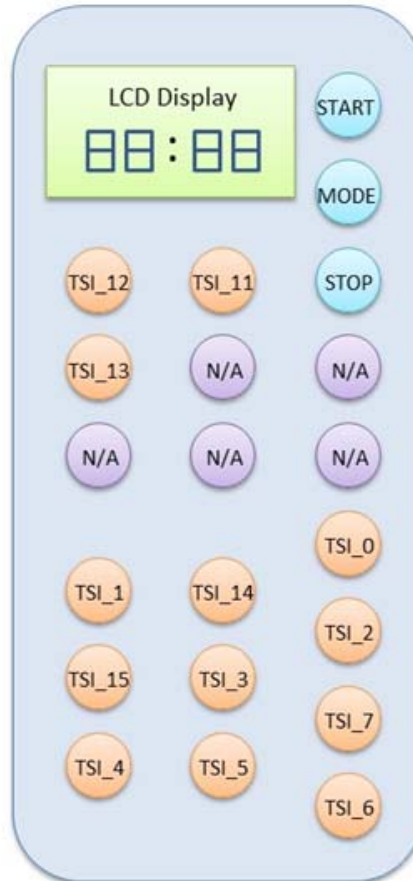 LCD Display
88:88
START
MODE
TSI_12 TSI_11 STOP
TSI_13 N/A N/A
N/A N/A N/A
TSI_0
TSI_1 TSI_14
TSI_2
TSI_15 TSI_3
TSI_7
TSI_4 TSI_5
TSI_6